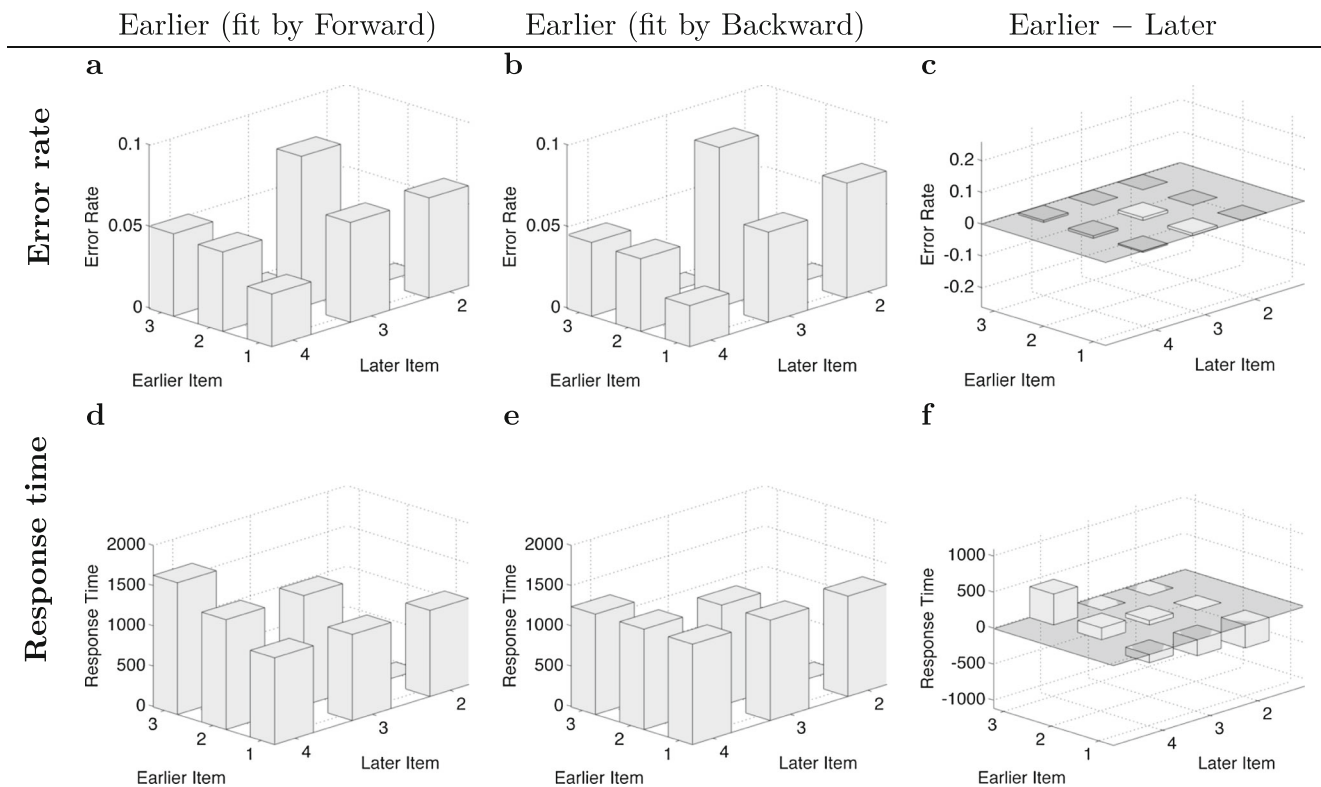 Earlier (fit by Forward)
Earlier (fit by Backward)
Earlier − Later
Error rate
a
0.1
0.05
0
Error Rate
3
2
1
Earlier Item
4
3
2
Later Item
b
0.1
0.05
0
Error Rate
3
2
1
Earlier Item
4
3
2
Later Item
c
0.2
0.1
0
-0.1
-0.2
Error Rate
3
2
1
Earlier Item
4
3
2
Later Item
Response time
d
2000
1500
1000
500
0
Response Time
3
2
1
Earlier Item
4
3
2
Later Item
e
2000
1500
1000
500
0
Response Time
3
2
1
Earlier Item
4
3
2
Later Item
f
1000
500
0
-500
-1000
Response Time
3
2
1
Earlier Item
4
3
2
Later Item